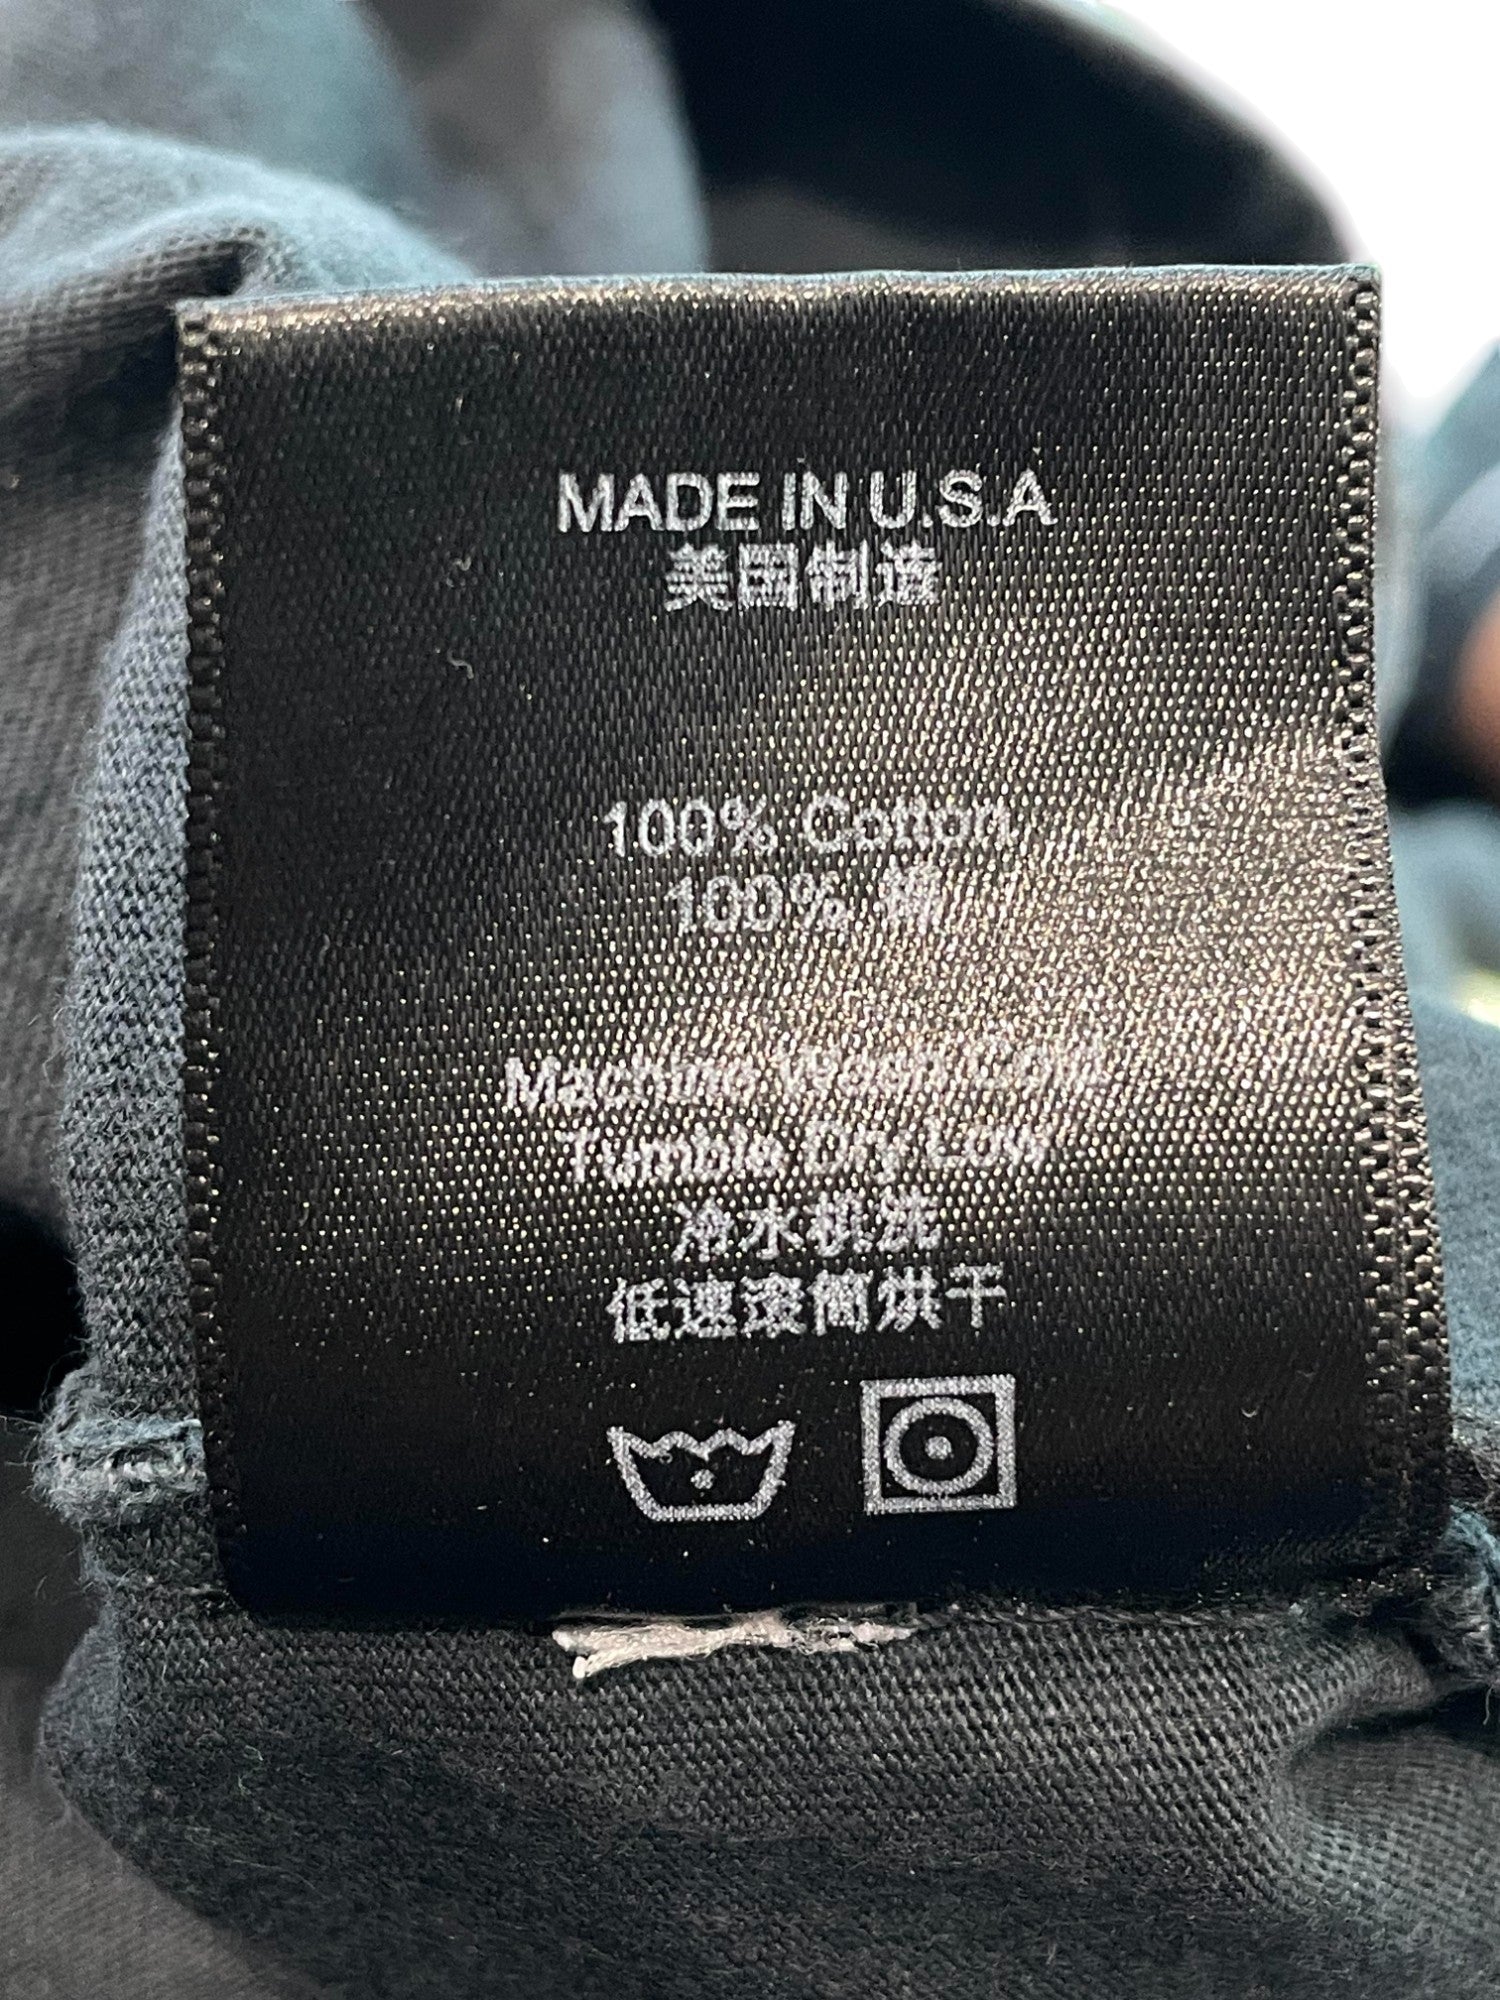 MADE IN U.S.A
美国制造
100% Cotton
100% 棉
Machine Wash Cold
Tumble Dry Low
冷水机洗
低速滚筒烘干